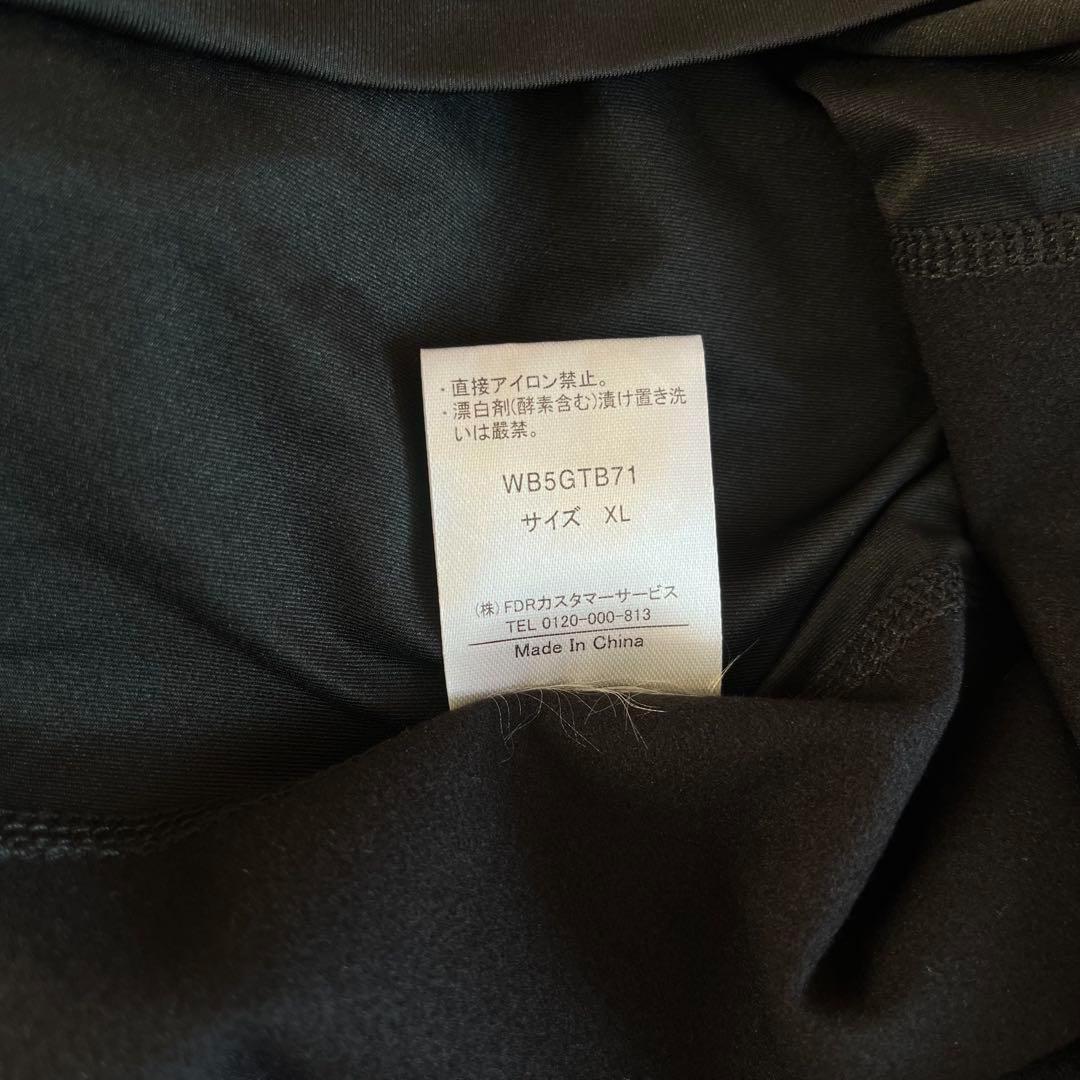 ・直接アイロン禁止。
・漂白剤(酵素含む)漬け置き洗
いは厳禁。
WB5GTB71
サイズ XL
(株)FDRカスタマーサービス
TEL 0120-000-813
Made In China